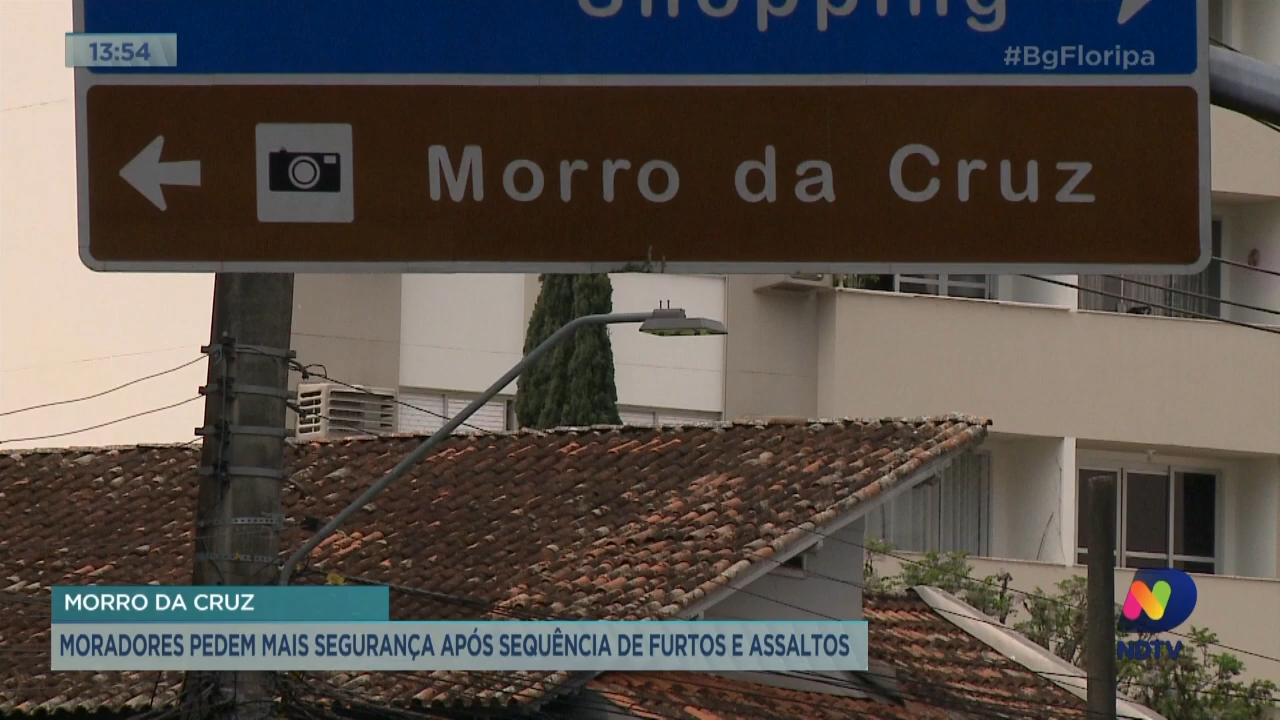 Shopping
13:54
#BgFloripa
Morro da Cruz
MORRO DA CRUZ
MORADORES PEDEM MAIS SEGURANÇA APÓS SEQUÊNCIA DE FURTOS E ASSALTOS
N
NDTV